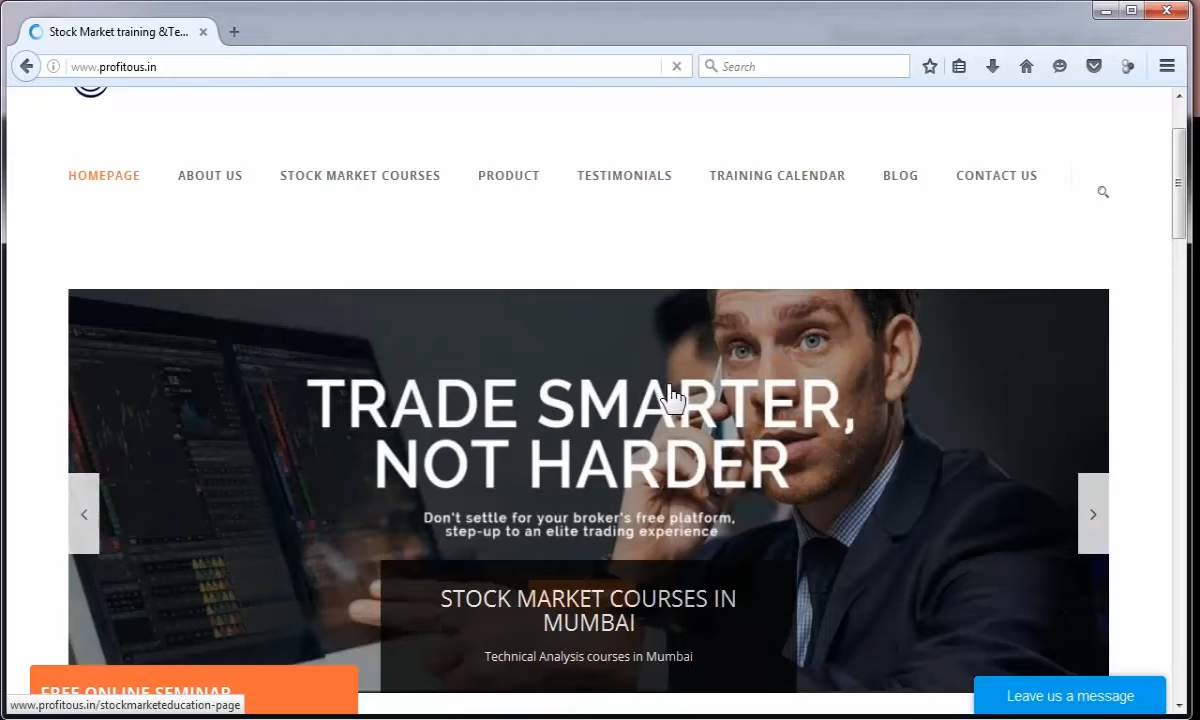 Stock Market training &Te...
www.profitous.in
Search
HOMEPAGE
ABOUT US
STOCK MARKET COURSES
PRODUCT
TESTIMONIALS
TRAINING CALENDAR
BLOG
CONTACT US
TRADE SMARTER,
NOT HARDER
Don't settle for your broker's free platform,
step-up to an elite trading experience
STOCK MARKET COURSES IN
MUMBAI
Technical Analysis courses in Mumbai
FREE ONLINE SEMINAR
www.profitous.in/stockmarketeducation-page
Leave us a message